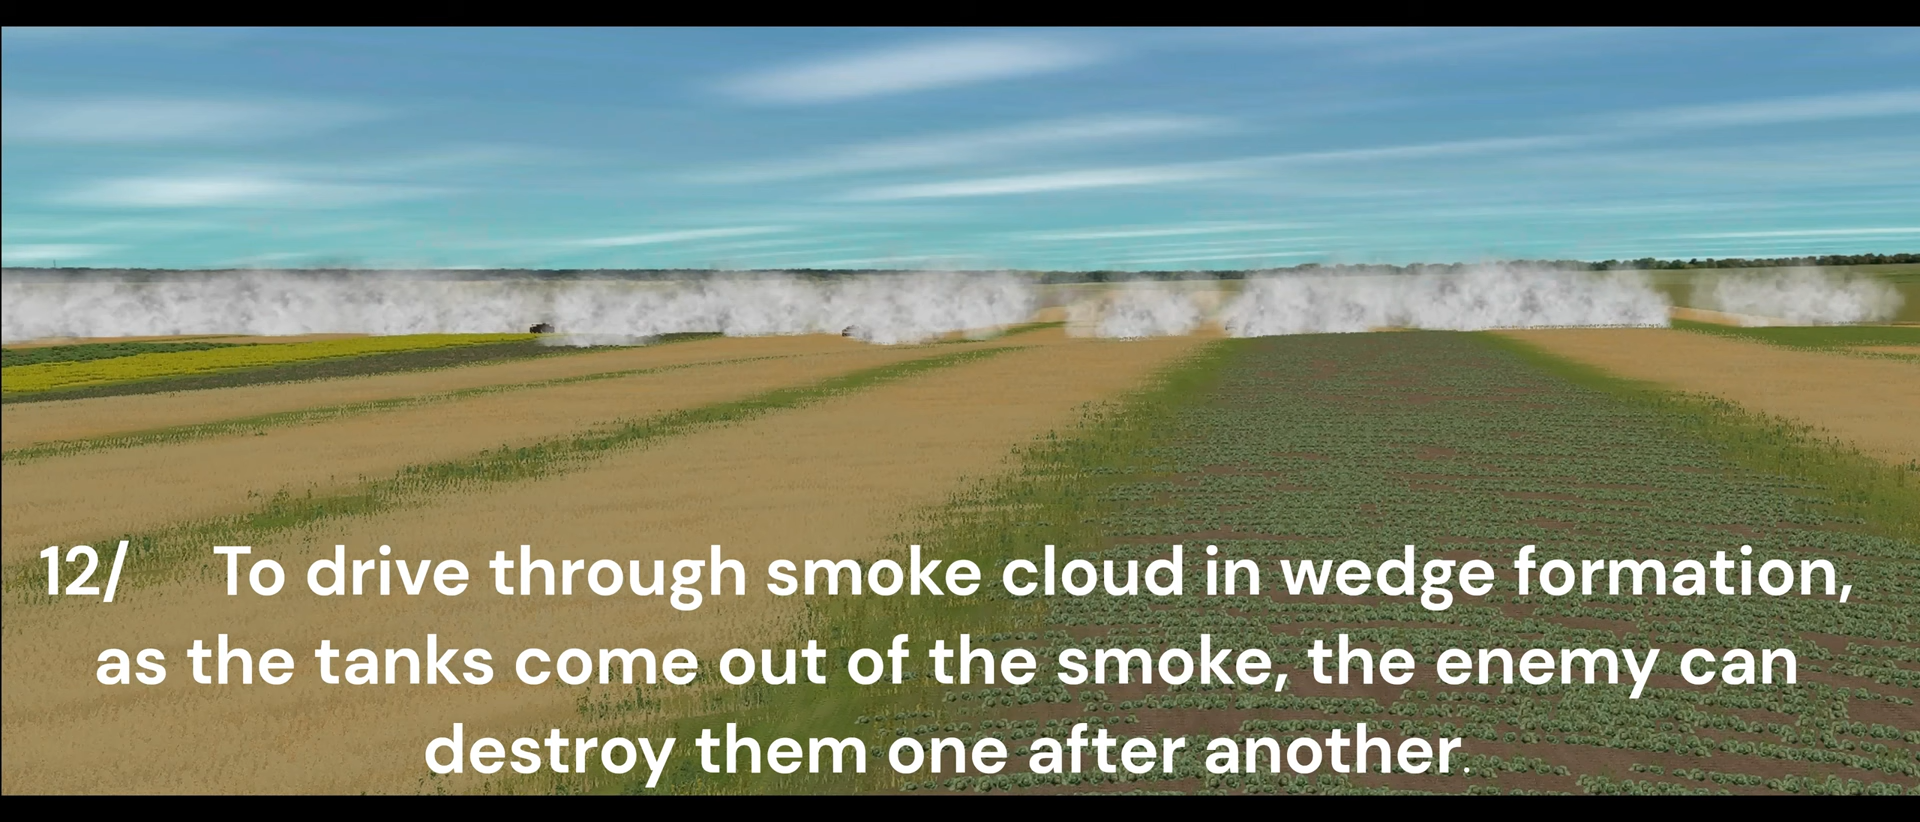 12/ To drive through smoke cloud in wedge formation,
as the tanks come out of the smoke, the enemy can
destroy them one after another.